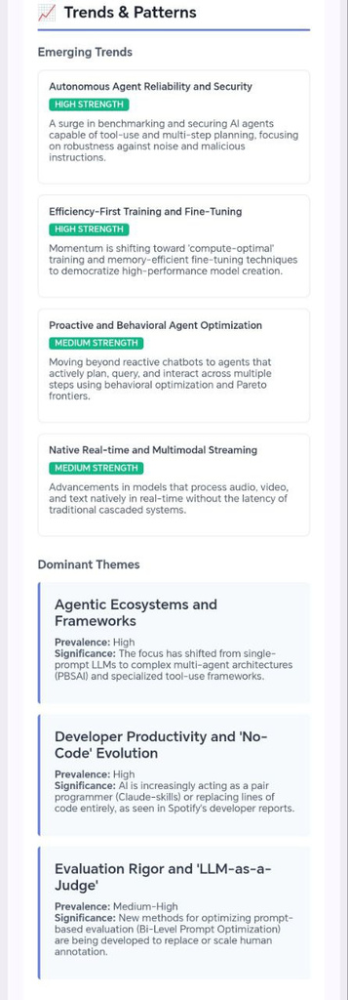 📈 Trends & Patterns
Emerging Trends
Autonomous Agent Reliability and Security
HIGH STRENGTH
A surge in benchmarking and securing AI agents
capable of tool-use and multi-step planning, focusing
on robustness against noise and malicious
instructions.
Efficiency-First Training and Fine-Tuning
HIGH STRENGTH
Momentum is shifting toward 'compute-optimal'
training and memory-efficient fine-tuning techniques
to democratize high-performance model creation.
Proactive and Behavioral Agent Optimization
MEDIUM STRENGTH
Moving beyond reactive chatbots to agents that
actively plan, query, and interact across multiple
steps using behavioral optimization and Pareto
frontiers.
Native Real-time and Multimodal Streaming
MEDIUM STRENGTH
Advancements in models that process audio, video,
and text natively in real-time without the latency of
traditional cascaded systems.
Dominant Themes
Agentic Ecosystems and
Frameworks
Prevalence: High
Significance: The focus has shifted from single-
prompt LLMs to complex multi-agent architectures
(PBSAI) and specialized tool-use frameworks.
Developer Productivity and 'No-
Code' Evolution
Prevalence: High
Significance: AI is increasingly acting as a pair
programmer (Claude-skills) or replacing lines of
code entirely, as seen in Spotify's developer reports.
Evaluation Rigor and 'LLM-as-a-
Judge'
Prevalence: Medium-High
Significance: New methods for optimizing prompt-
based evaluation (Bi-Level Prompt Optimization)
are being developed to replace or scale human
annotation.